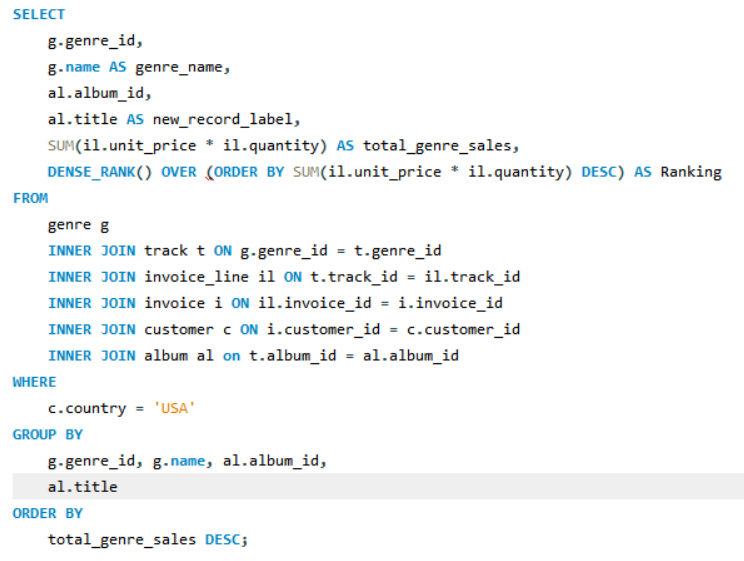 SELECT
g.genre_id,
g.name AS genre_name,
al.album_id,
al.title AS new_record_label,
SUM(il.unit_price * il.quantity) AS total_genre_sales,
DENSE_RANK() OVER (ORDER BY SUM(il.unit_price * il.quantity) DESC) AS Ranking
FROM
genre g
INNER JOIN track t ON g.genre_id = t.genre_id
INNER JOIN invoice_line il ON t.track_id = il.track_id
INNER JOIN invoice i ON il.invoice_id = i.invoice_id
INNER JOIN customer c ON i.customer_id = c.customer_id
INNER JOIN album al on t.album_id = al.album_id
WHERE
c.country = 'USA'
GROUP BY
g.genre_id, g.name, al.album_id,
al.title
ORDER BY
total_genre_sales DESC;